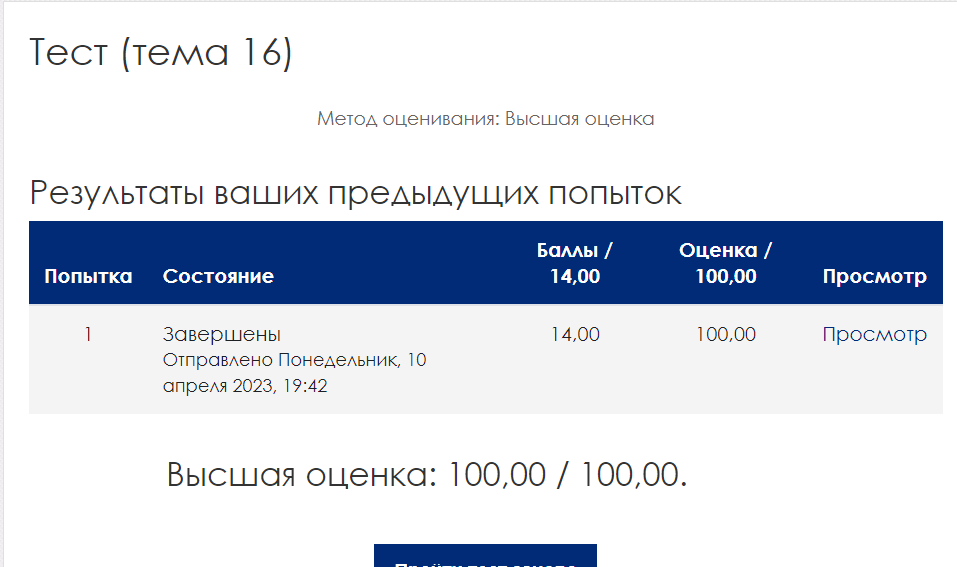 Тест (тема 16)
Метод оценивания: Высшая оценка
Результаты ваших предыдущих попыток
Попытка Состояние Баллы / 14,00 Оценка / 100,00 Просмотр
1 Завершены 14,00 100,00 Просмотр
Отправлено Понедельник, 10
апреля 2023, 19:42
Высшая оценка: 100,00 / 100,00.